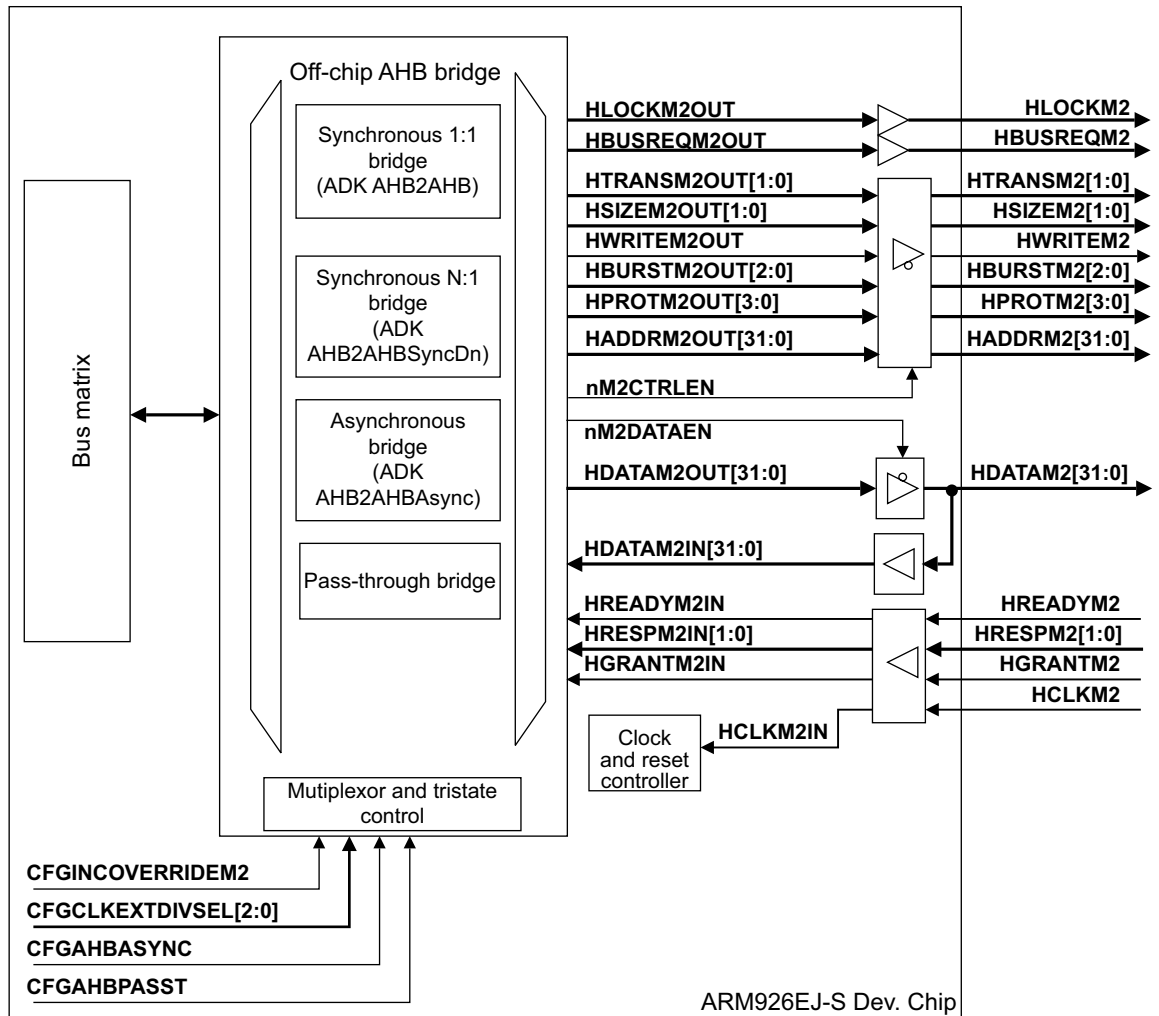 Off-chip AHB bridge
Synchronous 1:1
bridge
(ADK AHB2AHB)
Synchronous N:1
bridge
(ADK
AHB2AHBSyncDn)
Asynchronous
bridge
(ADK
AHB2AHBAsync)
Pass-through bridge
Mutiplexor and tristate
control
Bus matrix
HLOCKM2OUT
HLOCKM2
HBUSREQM2OUT
HBUSREQM2
HTRANSM2OUT[1:0]
HTRANSM2[1:0]
HSIZEM2OUT[1:0]
HSIZEM2[1:0]
HWRITEM2OUT
HWRITEM2
HBURSTM2OUT[2:0]
HBURSTM2[2:0]
HPROTM2OUT[3:0]
HPROTM2[3:0]
HADDRM2OUT[31:0]
HADDRM2[31:0]
nM2CTRLEN
nM2DATAEN
HDATAM2OUT[31:0]
HDATAM2[31:0]
HDATAM2IN[31:0]
HREADYM2IN
HREADYM2
HRESPM2IN[1:0]
HRESPM2[1:0]
HGRANTM2IN
HGRANTM2
HCLKM2
HCLKM2IN
Clock
and reset
controller
CFGINCOVERRIDEM2
CFGCLKEXTDIVSEL[2:0]
CFGAHBASYNC
CFGAHBPASST
ARM926EJ-S Dev. Chip